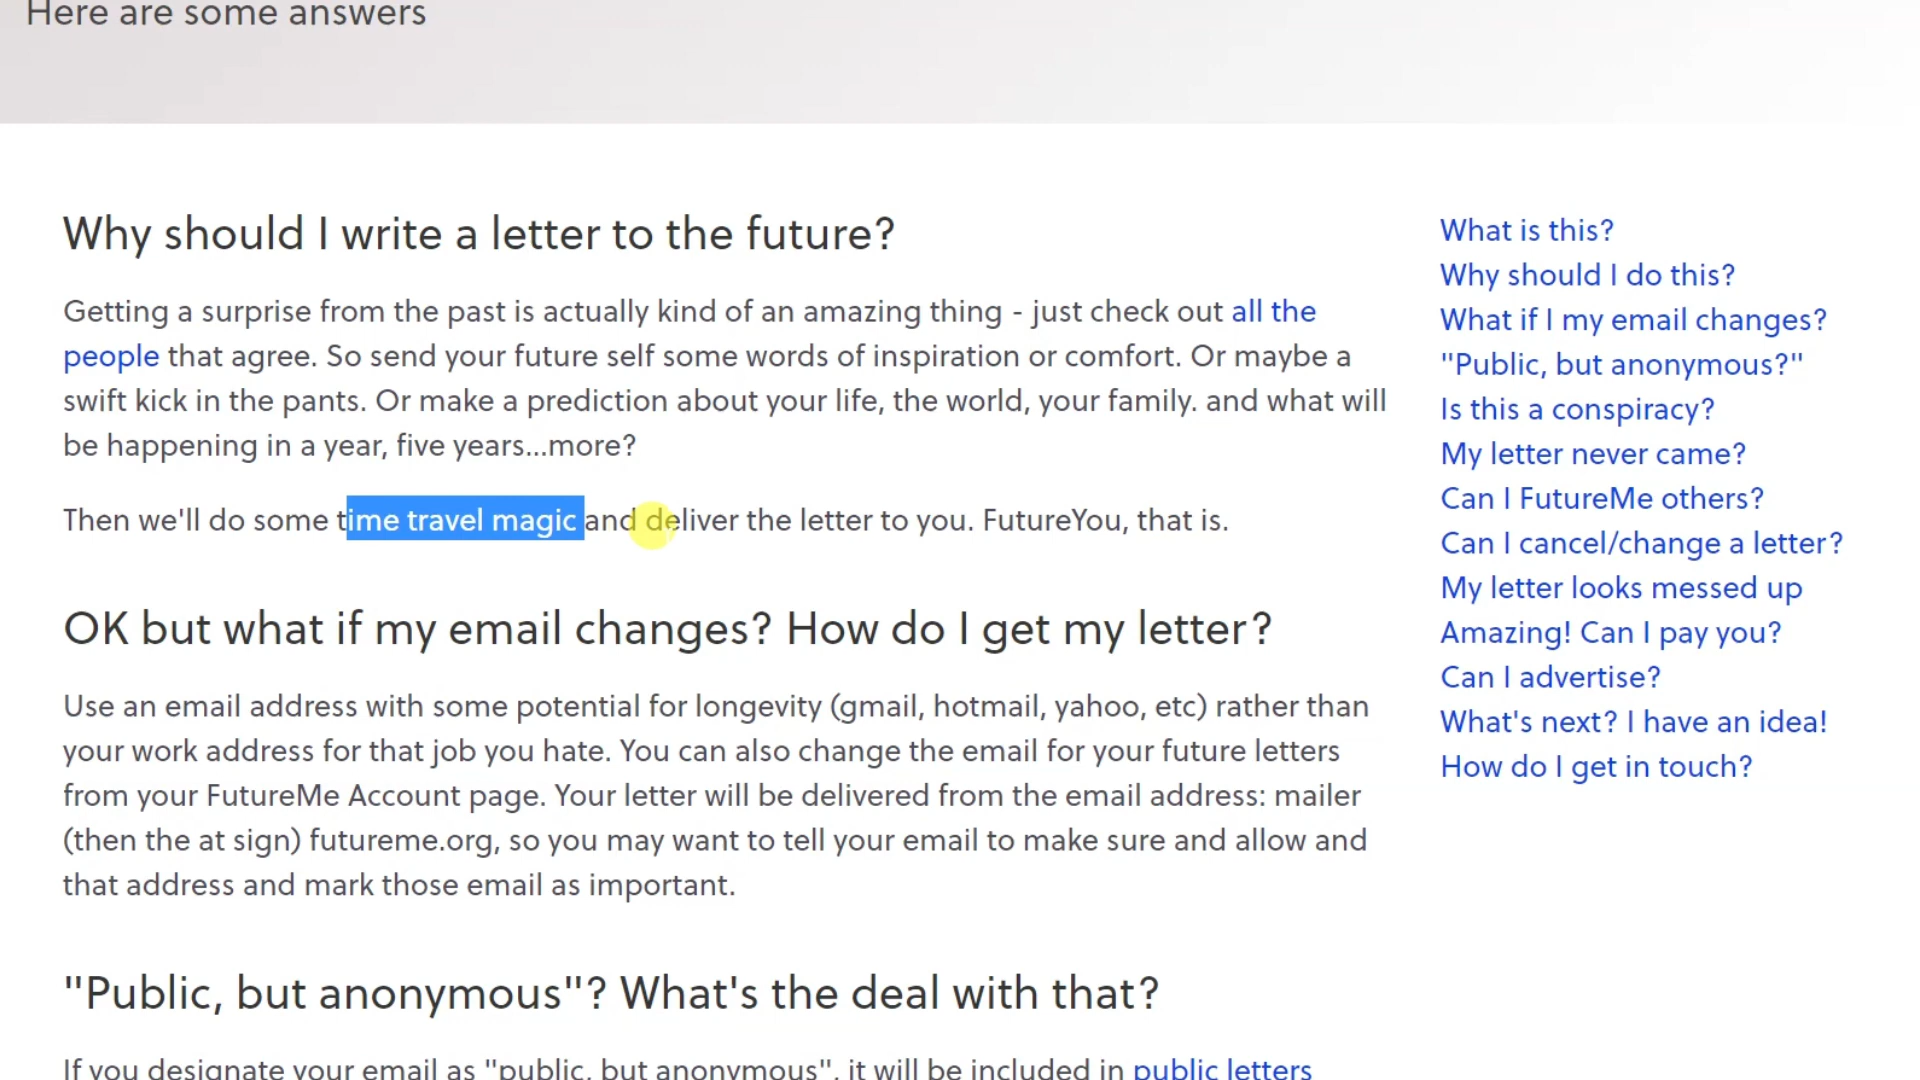 Here are some answers
Why should I write a letter to the future?
Getting a surprise from the past is actually kind of an amazing thing - just check out all the
people that agree. So send your future self some words of inspiration or comfort. Or maybe a
swift kick in the pants. Or make a prediction about your life, the world, your family. and what will
be happening in a year, five years...more?
Then we'll do some time travel magic and deliver the letter to you. FutureYou, that is.
OK but what if my email changes? How do I get my letter?
Use an email address with some potential for longevity (gmail, hotmail, yahoo, etc) rather than
your work address for that job you hate. You can also change the email for your future letters
from your FutureMe Account page. Your letter will be delivered from the email address: mailer
(then the at sign) futureme.org, so you may want to tell your email to make sure and allow and
that address and mark those email as important.
"Public, but anonymous"? What's the deal with that?
If you designate your email as "public, but anonymous", it will be included in public letters
What is this?
Why should I do this?
What if I my email changes?
"Public, but anonymous?"
Is this a conspiracy?
My letter never came?
Can I FutureMe others?
Can I cancel/change a letter?
My letter looks messed up
Amazing! Can I pay you?
Can I advertise?
What's next? I have an idea!
How do I get in touch?